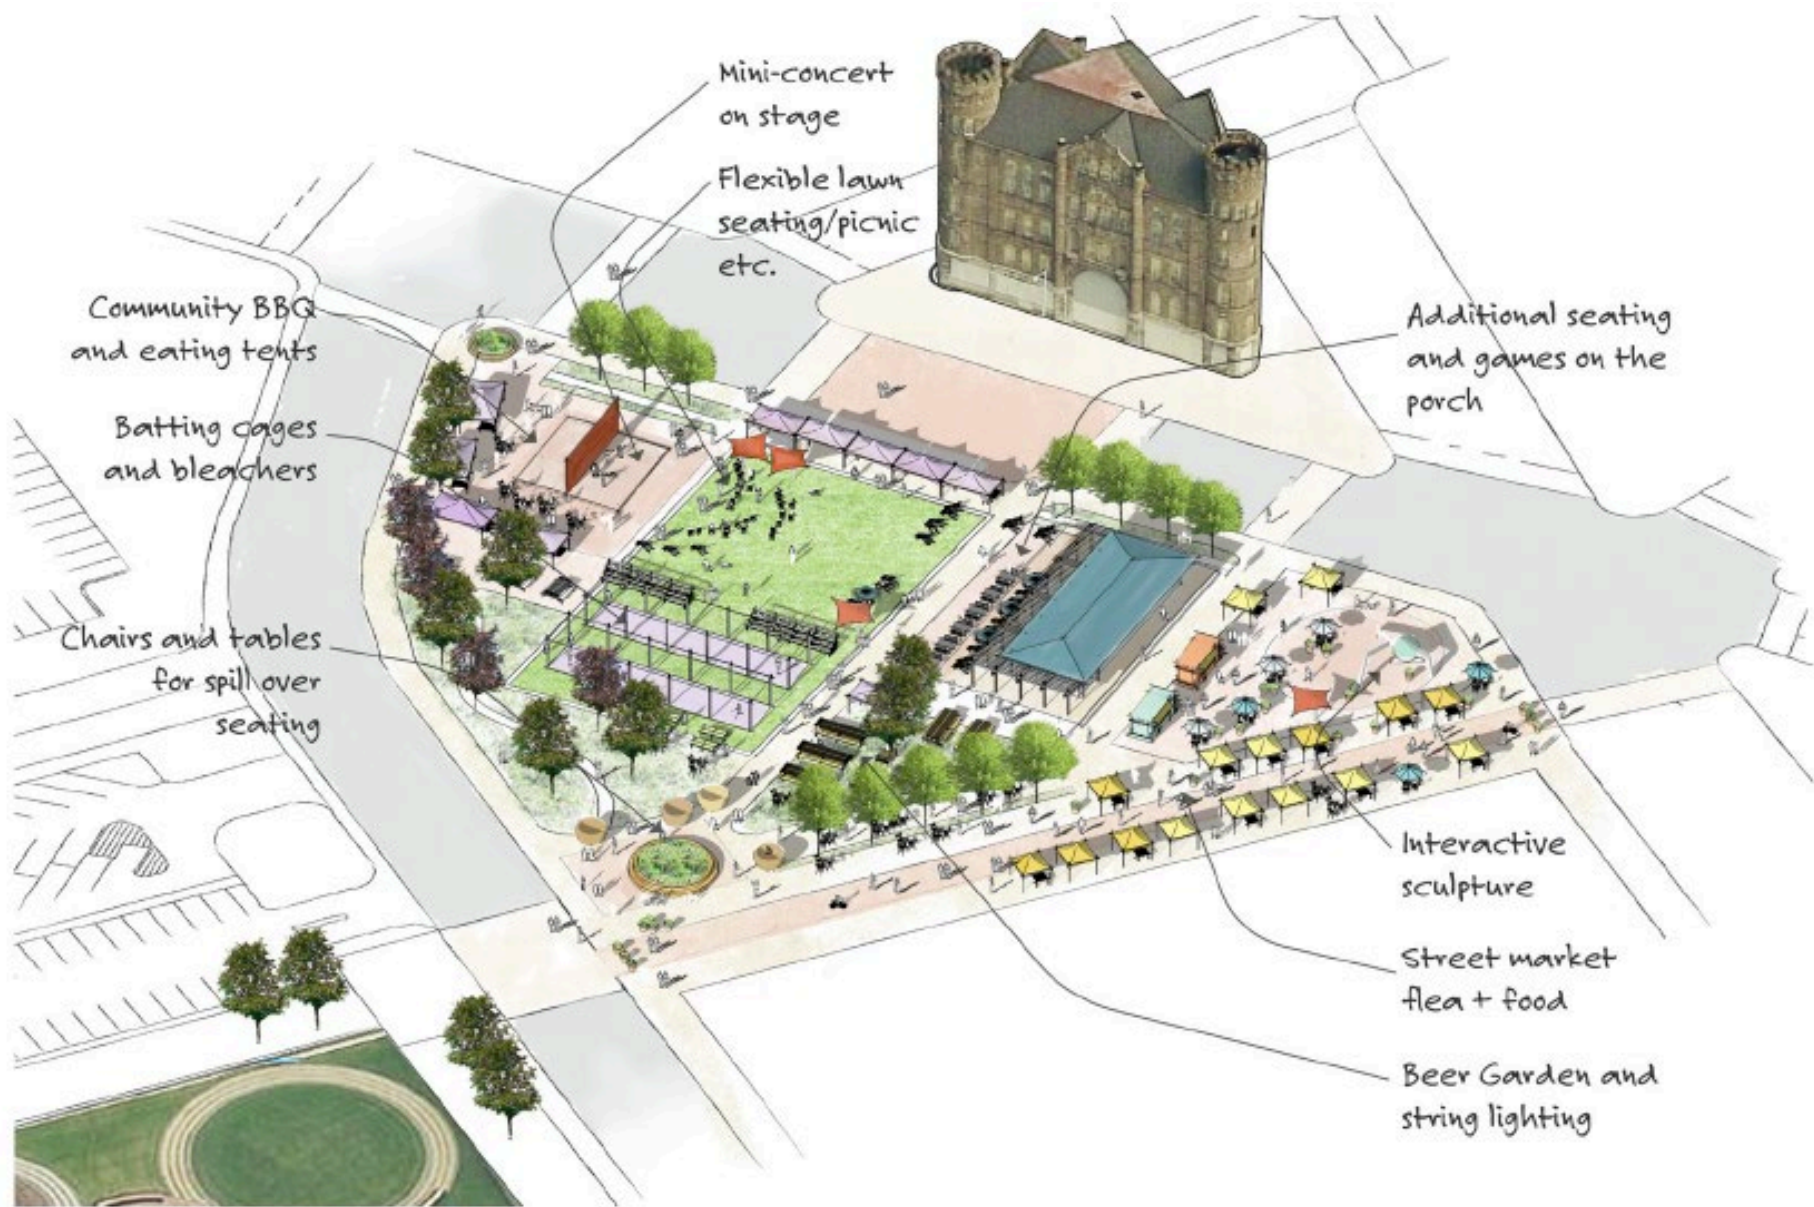 Mini-concert
on stage
Flexible lawn
seating/picnic
etc.
Community BBQ
and eating tents
Additional seating
and games on the
porch
Batting cages
and bleachers
Chairs and tables
for spill over
seating
Interactive
sculpture
Street market
flea + food
Beer Garden and
string lighting